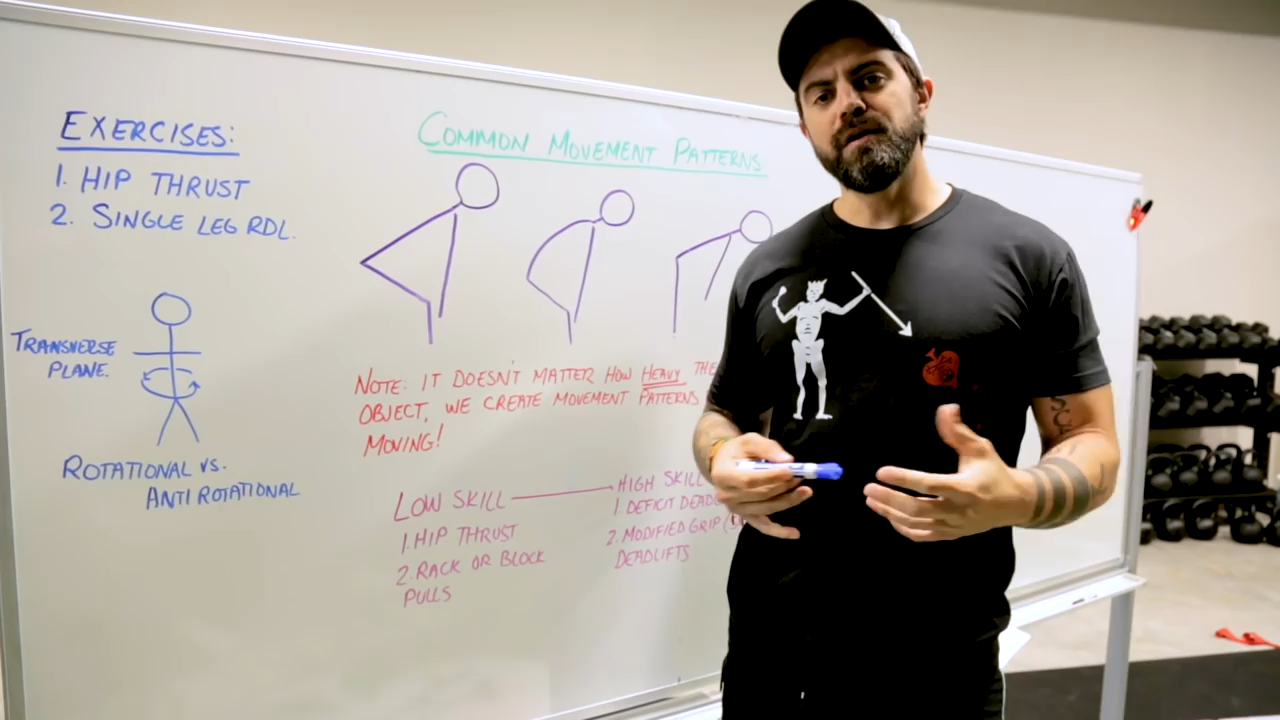 EXERCISES:
1. HIP THRUST
2. SINGLE LEG RDL.
TRANSVERSE
PLANE.
ROTATIONAL VS.
ANTI ROTATIONAL
COMMON MOVEMENT PATTERNS
NOTE: IT DOESN'T MATTER HOW HEAVY THE
OBJECT, WE CREATE MOVEMENT PATTERNS
MOVING!
LOW SKILL
1. HIP THRUST
2. RACK OR BLOCK
PULLS
HIGH SKILL
1. DEFICIT
2. MODIFIED GRIP
DEADLIFTS